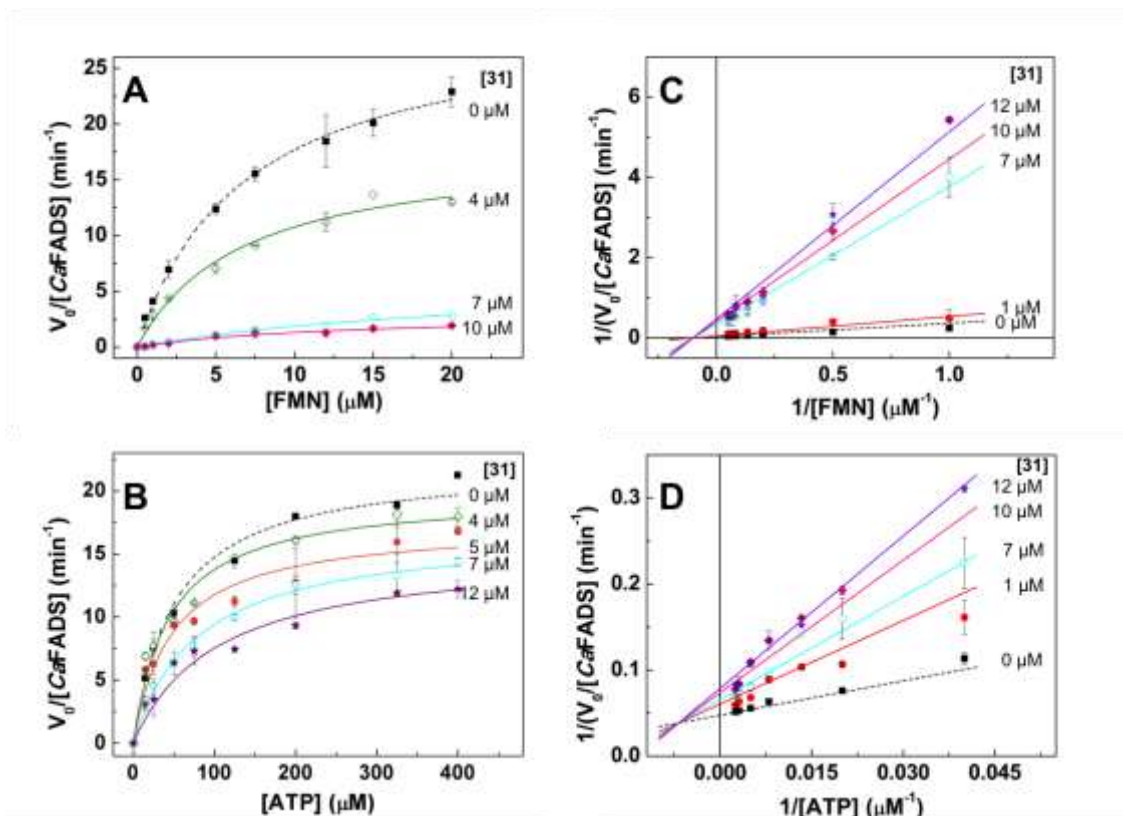 A
V₀/[CaFADS] (min⁻¹)
25
20
15
10
5
0
[31]
0 µM
4 µM
7 µM
10 µM
0 5 10 15 20
[FMN] (µM)
C
1/(V₀/[CaFADS] (min⁻¹)
6
4
2
0
[31]
12 µM
10 µM
7 µM
1 µM
0 µM
0.0 0.5 1.0
1/[FMN] (µM⁻¹)
B
V₀/[CaFADS] (min⁻¹)
20
15
10
5
0
[31]
0 µM
4 µM
5 µM
7 µM
12 µM
0 100 200 300 400
[ATP] (µM)
D
1/(V₀/[CaFADS] (min⁻¹)
0.3
0.2
0.1
0.0
[31]
12 µM
10 µM
7 µM
1 µM
0 µM
0.000 0.015 0.030 0.045
1/[ATP] (µM⁻¹)